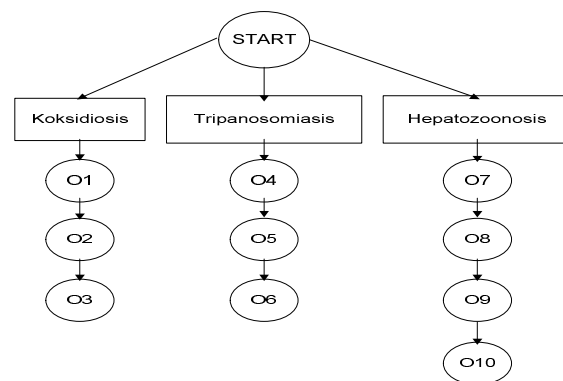 START
Koksidiosis
Tripanosomiasis
Hepatozoonosis
O1
O4
O7
O2
O5
O8
O3
O6
O9
O10